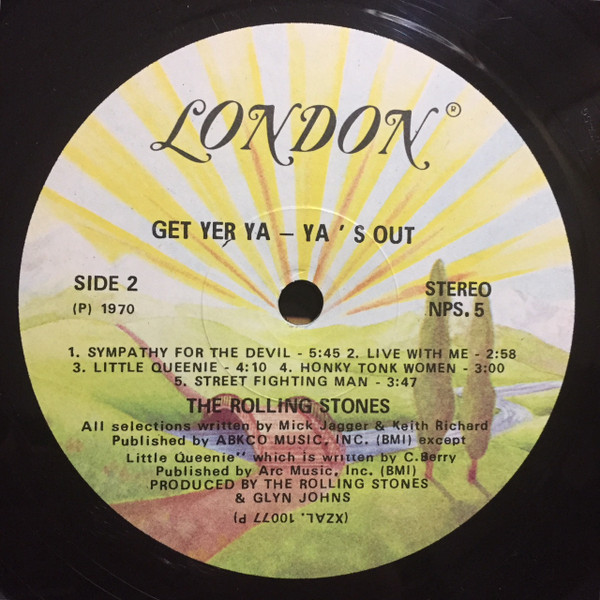 LONDON®
GET YER YA – YA'S OUT
SIDE 2
(P) 1970
STEREO
NPS. 5
1. SYMPATHY FOR THE DEVIL - 5:45 2. LIVE WITH ME - 2:58
3. LITTLE QUEENIE - 4:10 4. HONKY TONK WOMEN - 3:00
5. STREET FIGHTING MAN - 3:47
THE ROLLING STONES
All selections written by Mick Jagger & Keith Richard
Published by ABKCO MUSIC, INC. (BMI) except
Little Queenie" which is written by C.Berry
Published by Arc Music, Inc. (BMI)
PRODUCED BY THE ROLLING STONES
& GLYN JOHNS
(XZAL. 10077 P)